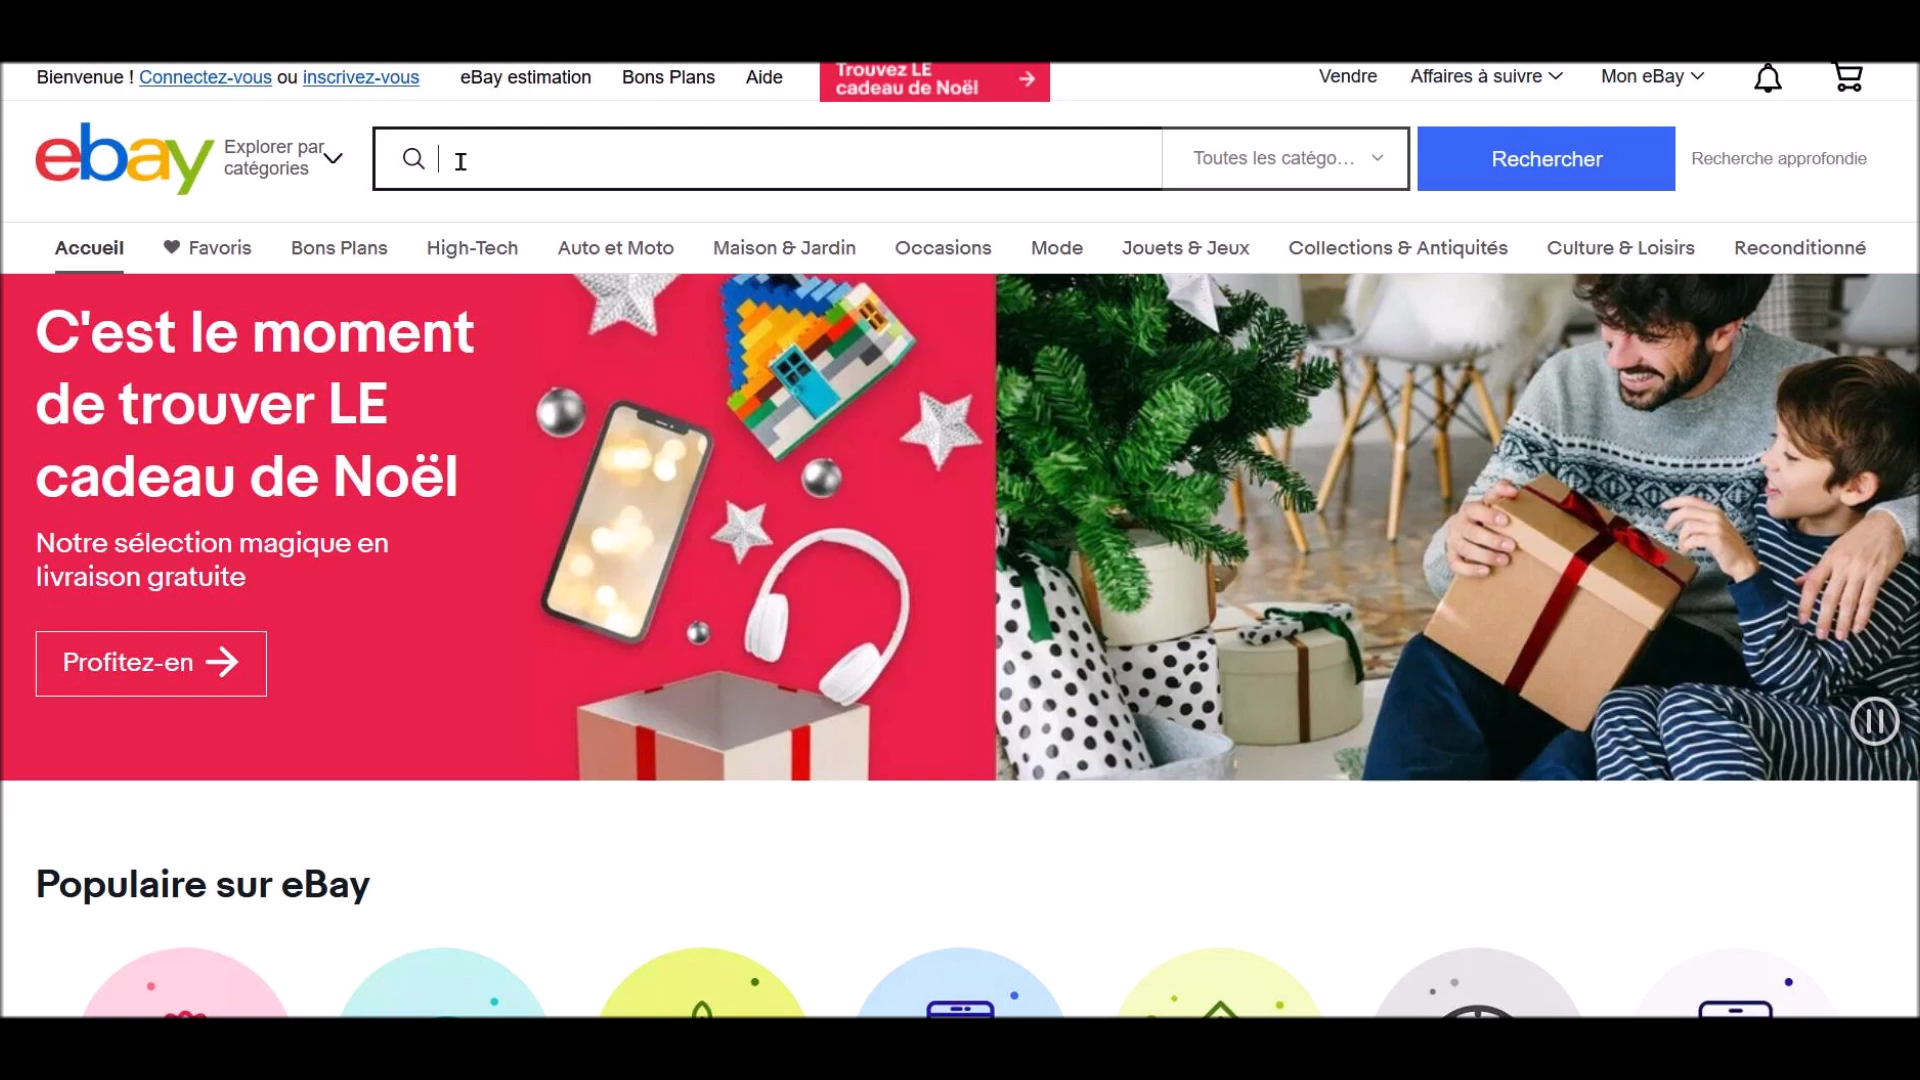 Bienvenue ! Connectez-vous ou inscrivez-vous eBay estimation Bons Plans Aide Trouvez LE cadeau de Noël Vendre Affaires à suivre Mon eBay
ebay Explorer par catégories Toutes les catégo... Rechercher Recherche approfondie
Accueil Favoris Bons Plans High-Tech Auto et Moto Maison & Jardin Occasions Mode Jouets & Jeux Collections & Antiquités Culture & Loisirs Reconditionné
C'est le moment
de trouver LE
cadeau de Noël
Notre sélection magique en
livraison gratuite
Profitez-en
Populaire sur eBay